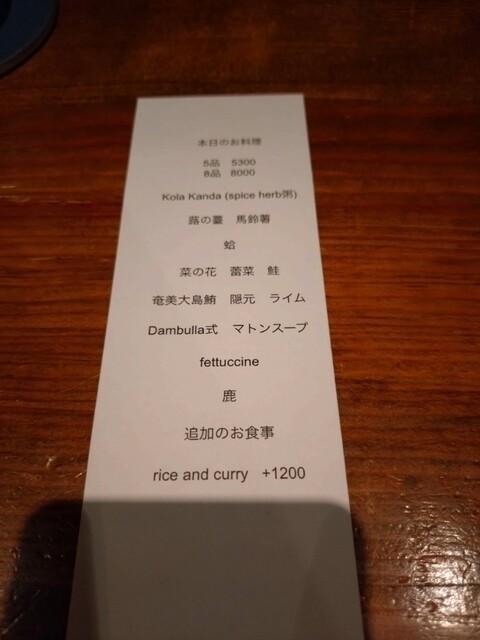 本日のお料理
5品 5300
8品 8000
Kola Kanda (spice herb粥)
蕗の薹 馬鈴薯
蛤
菜の花 蕾菜 鮭
奄美大島鮪 隠元 ライム
Dambulla式 マトンスープ
fettuccine
鹿
追加のお食事
rice and curry +1200